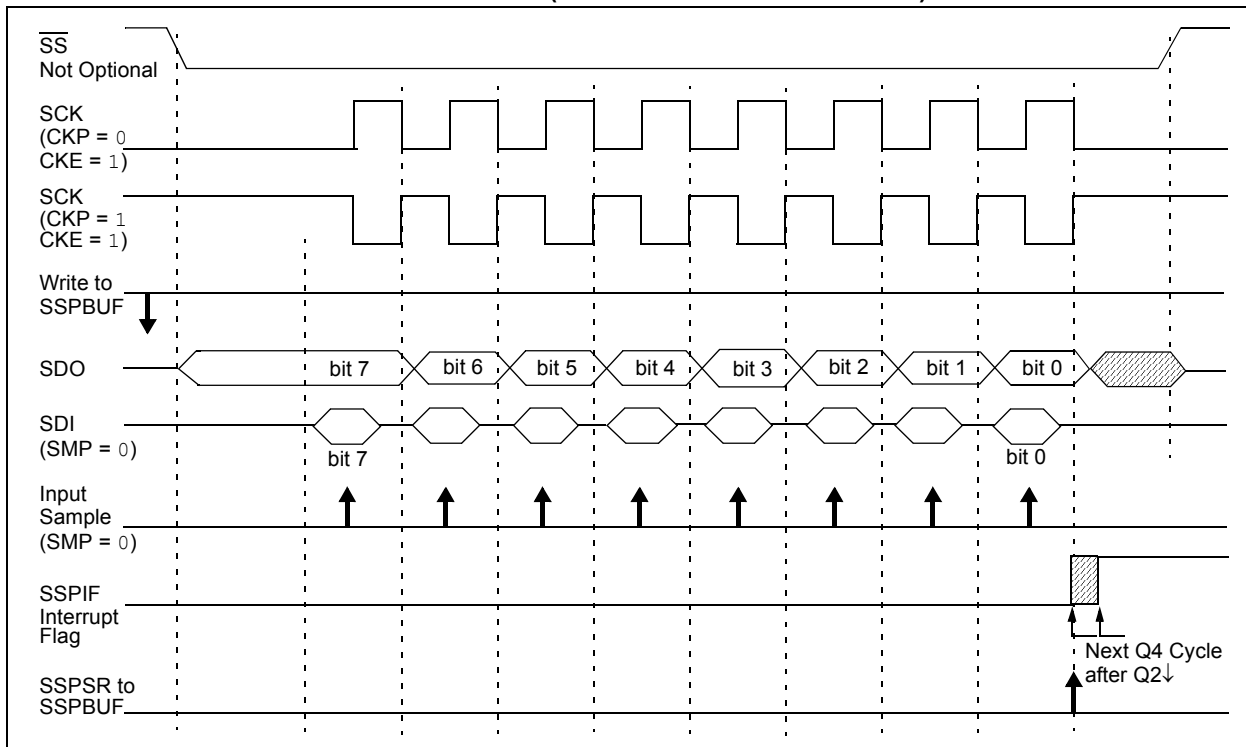 SS
Not Optional
SCK
(CKP = 0
CKE = 1)
SCK
(CKP = 1
CKE = 1)
Write to
SSPBUF
SDO
bit 7 bit 6 bit 5 bit 4 bit 3 bit 2 bit 1 bit 0
SDI
(SMP = 0)
bit 7 bit 0
Input
Sample
(SMP = 0)
SSPIF
Interrupt
Flag
Next Q4 Cycle
after Q2↓
SSPSR to
SSPBUF